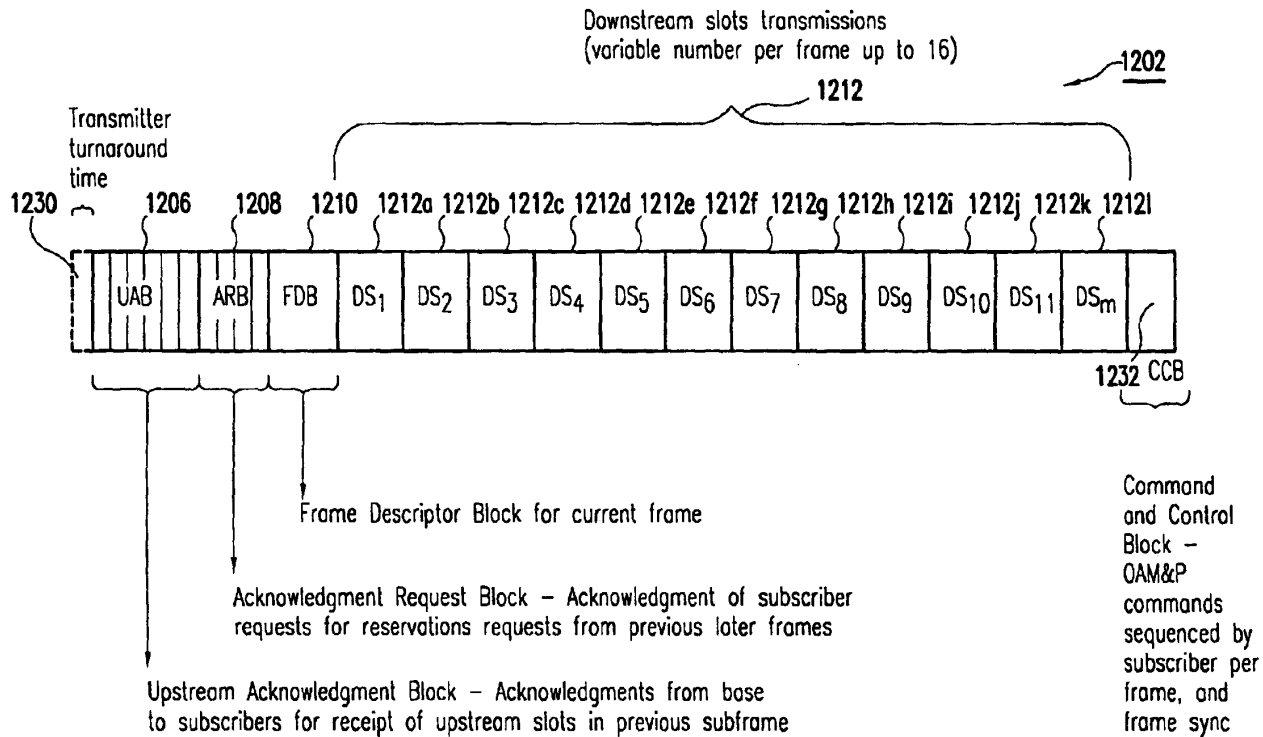 Downstream slots transmissions
(variable number per frame up to 16)
1202
1212
Transmitter
turnaround
time
1230 1206 1208 1210 1212a 1212b 1212c 1212d 1212e 1212f 1212g 1212h 1212i 1212j 1212k 1212l
UAB ARB FDB DS1 DS2 DS3 DS4 DS5 DS6 DS7 DS8 DS9 DS10 DS11 DSm
1232 CCB
Frame Descriptor Block for current frame
Acknowledgment Request Block – Acknowledgment of subscriber
requests for reservations requests from previous later frames
Upstream Acknowledgment Block – Acknowledgments from base
to subscribers for receipt of upstream slots in previous subframe
Command
and Control
Block –
OAM&P
commands
sequenced by
subscriber per
frame, and
frame sync